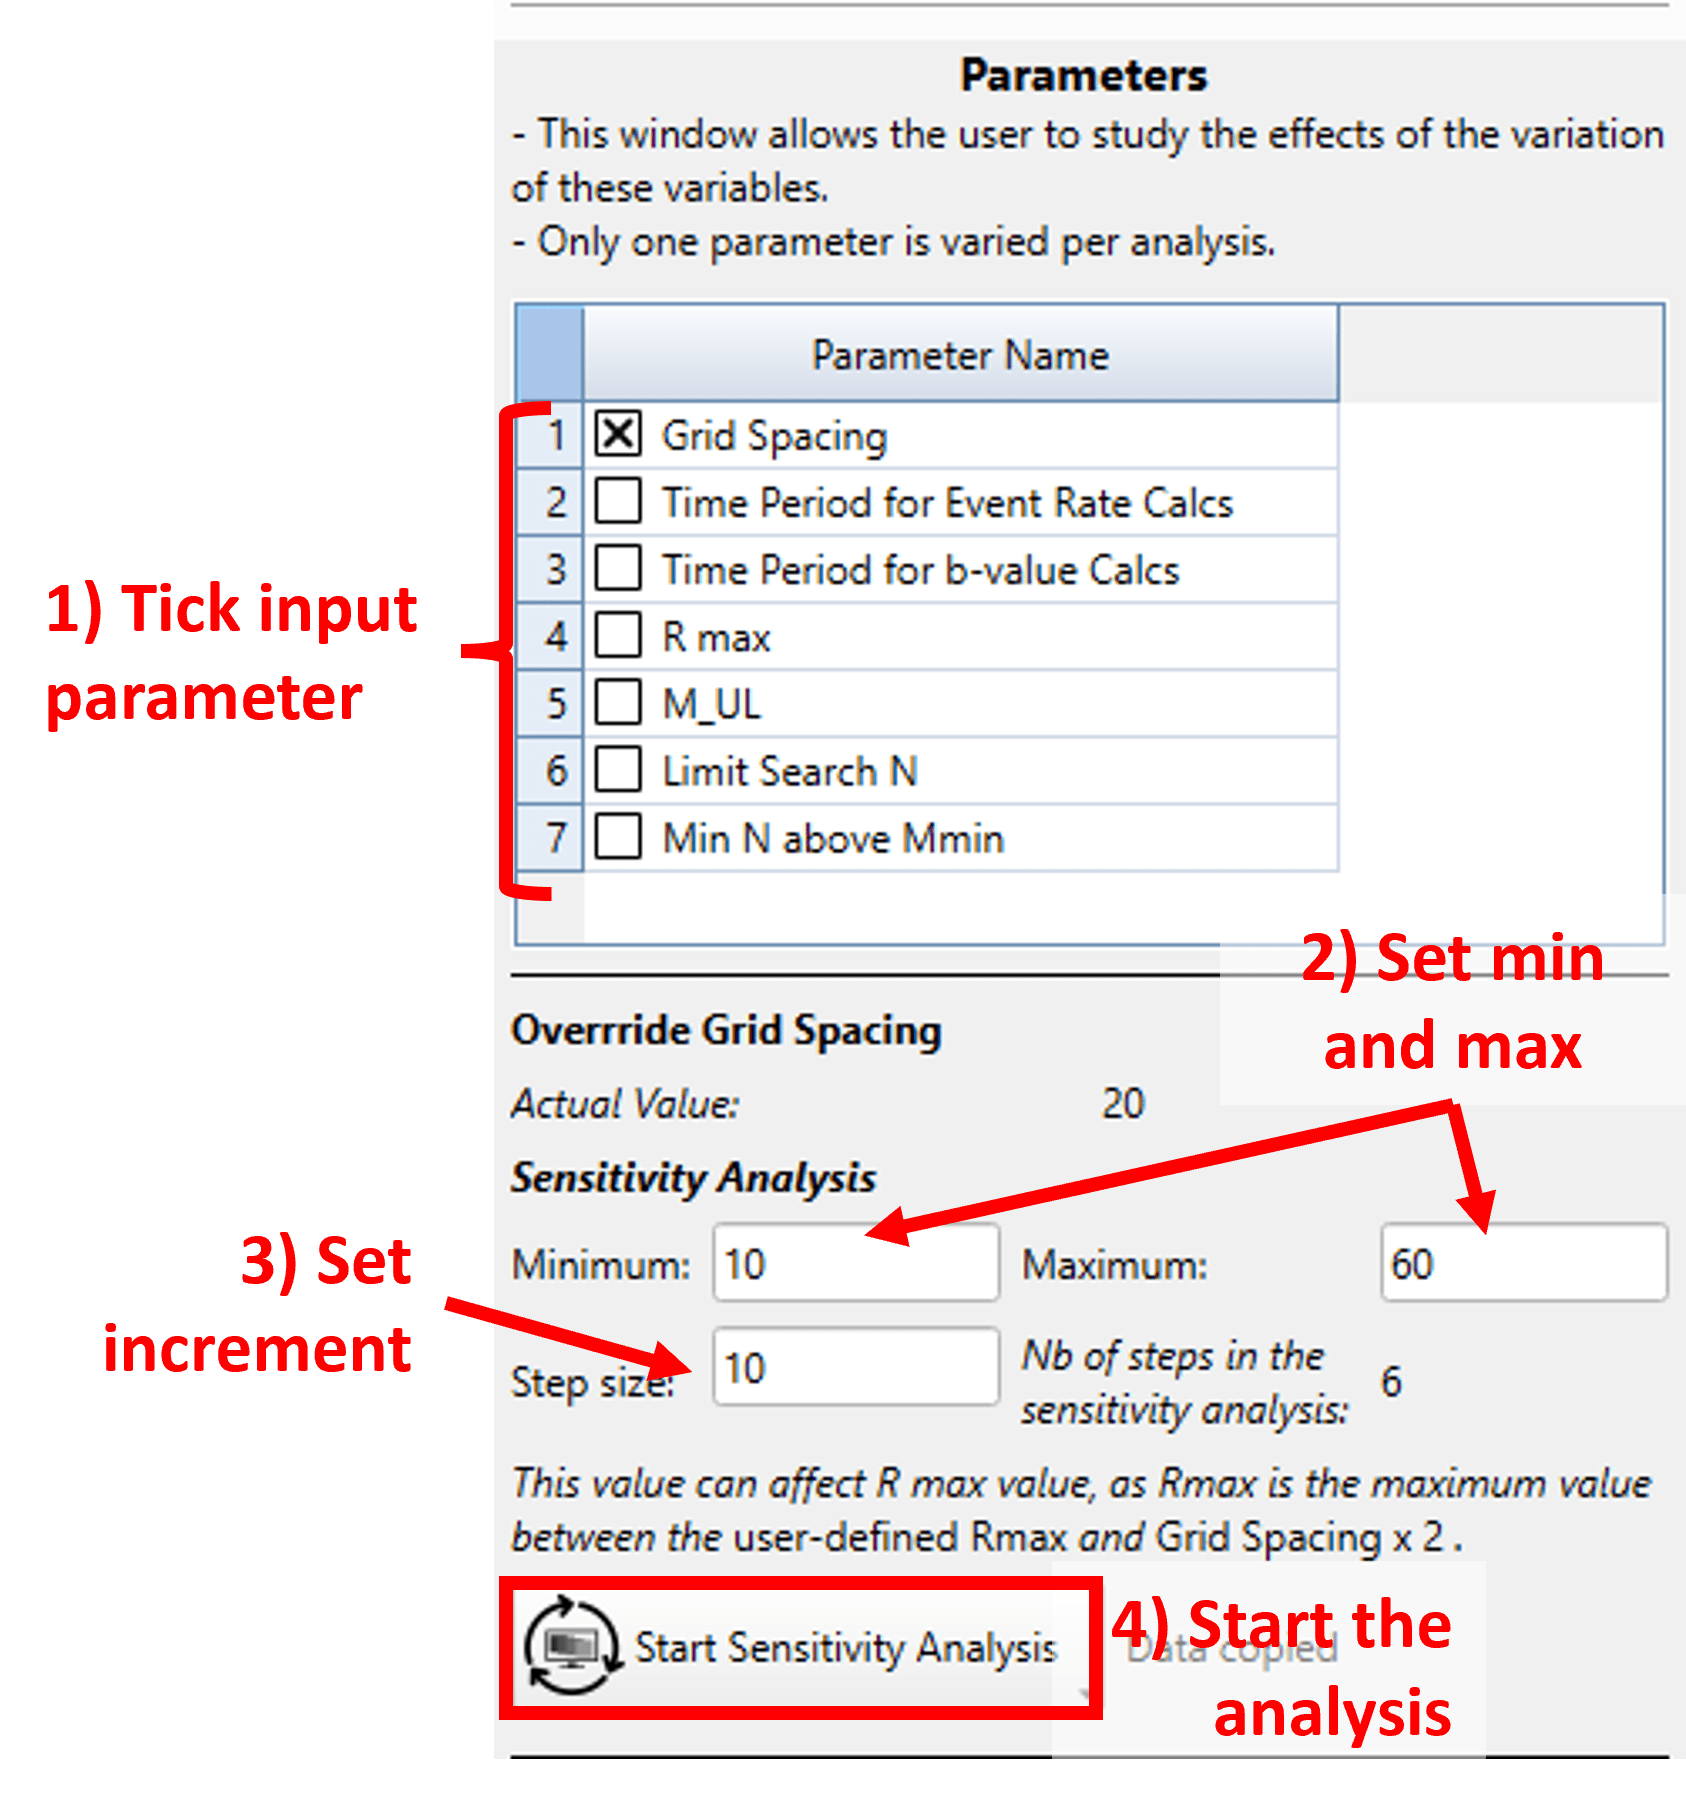 Parameters
- This window allows the user to study the effects of the variation
of these variables.
- Only one parameter is varied per analysis.
Parameter Name
1 Grid Spacing
2 Time Period for Event Rate Calcs
3 Time Period for b-value Calcs
4 R max
5 M_UL
6 Limit Search N
7 Min N above Mmin
1) Tick input
parameter
2) Set min
and max
Overrride Grid Spacing
Actual Value: 20
Sensitivity Analysis
Minimum: 10 Maximum: 60
3) Set
increment
Step size: 10 Nb of steps in the
sensitivity analysis: 6
This value can affect R max value, as Rmax is the maximum value
between the user-defined Rmax and Grid Spacing x 2 .
Start Sensitivity Analysis
Data copied
4) Start the
analysis